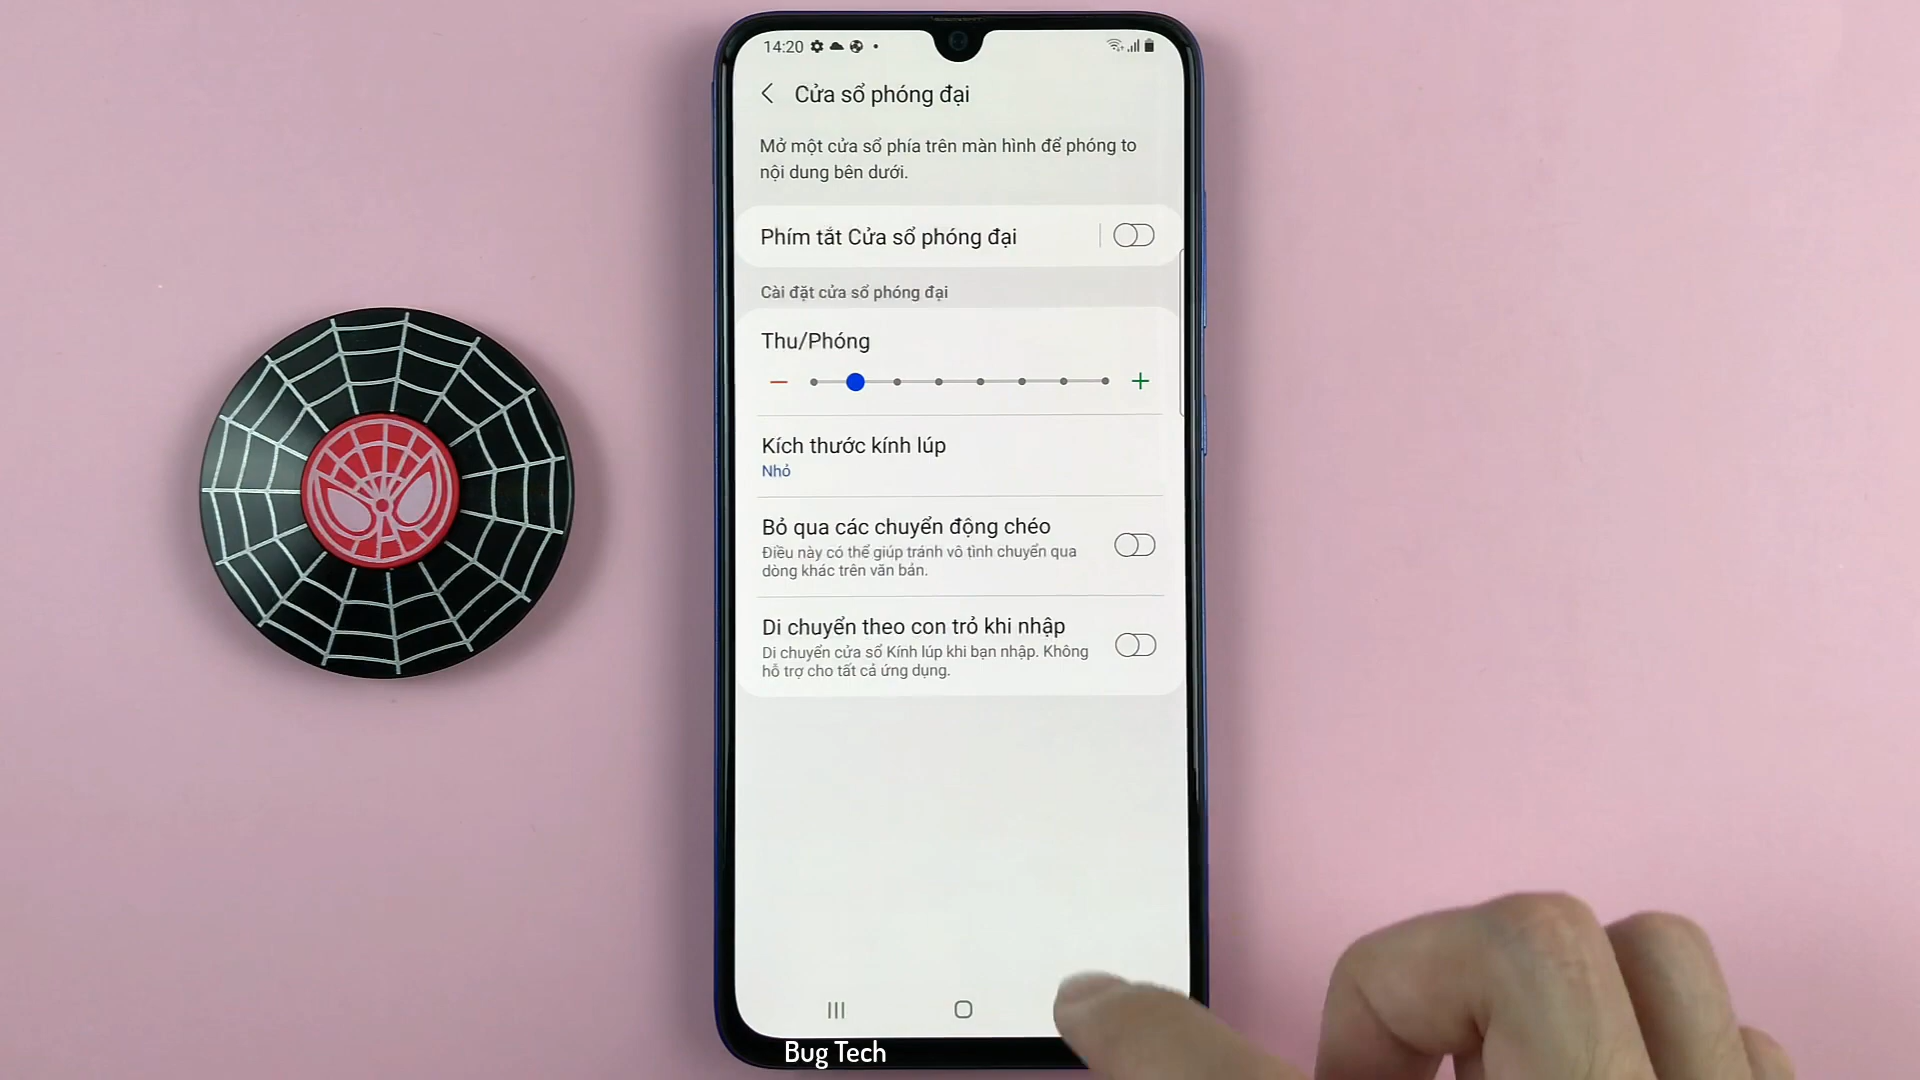 14:20
Cửa sổ phóng đại
Mở một cửa sổ phía trên màn hình để phóng to
nội dung bên dưới.
Phím tắt Cửa sổ phóng đại
Cài đặt cửa sổ phóng đại
Thu/Phóng
Kích thước kính lúp
Nhỏ
Bỏ qua các chuyển động chéo
Điều này có thể giúp tránh vô tình chuyển qua
dòng khác trên văn bản.
Di chuyển theo con trỏ khi nhập
Di chuyển cửa sổ Kính lúp khi bạn nhập. Không
hỗ trợ cho tất cả ứng dụng.
Bug Tech